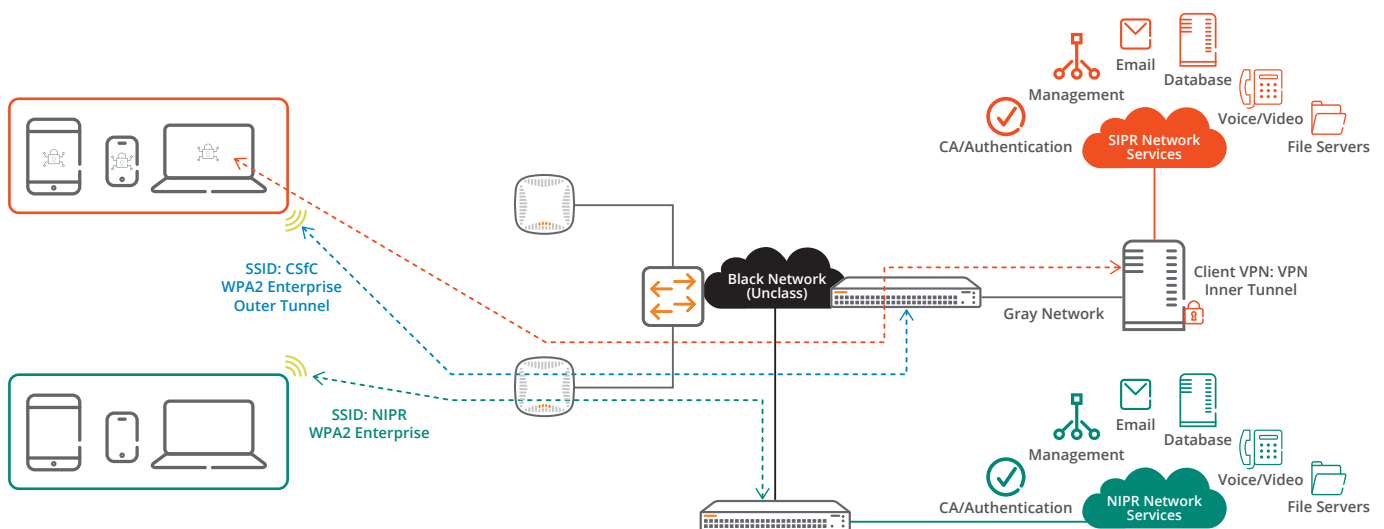 Email
Database
Management
Voice/Video
CA/Authentication
SIPR Network
Services
File Servers
SSID: CSfC
WPA2 Enterprise
Outer Tunnel
Black Network
(Unclass)
Client VPN: VPN
Inner Tunnel
Gray Network
SSID: NIPR
WPA2 Enterprise
Email
Database
Management
Voice/Video
CA/Authentication
NIPR Network
Services
File Servers